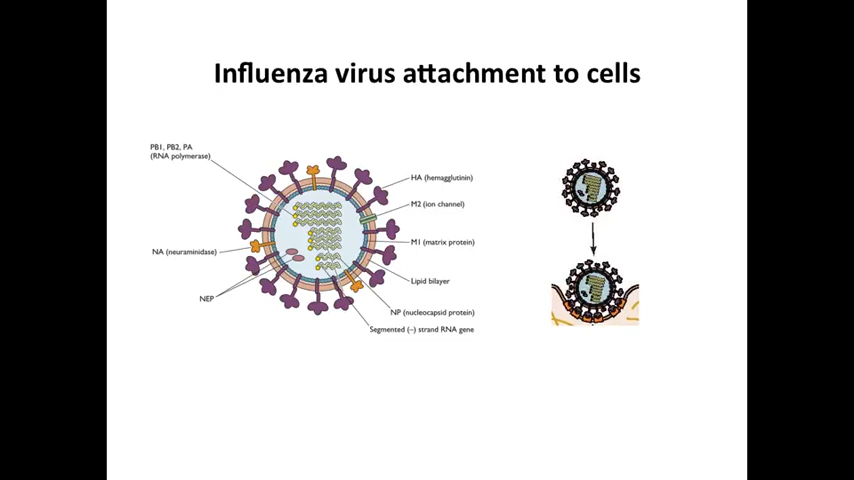 Influenza virus attachment to cells
PB1, PB2, PA
(RNA polymerase)
HA (hemagglutinin)
M2 (ion channel)
M1 (matrix protein)
NA (neuraminidase)
Lipid bilayer
NEP
NP (nucleocapsid protein)
Segmented (−) strand RNA gene